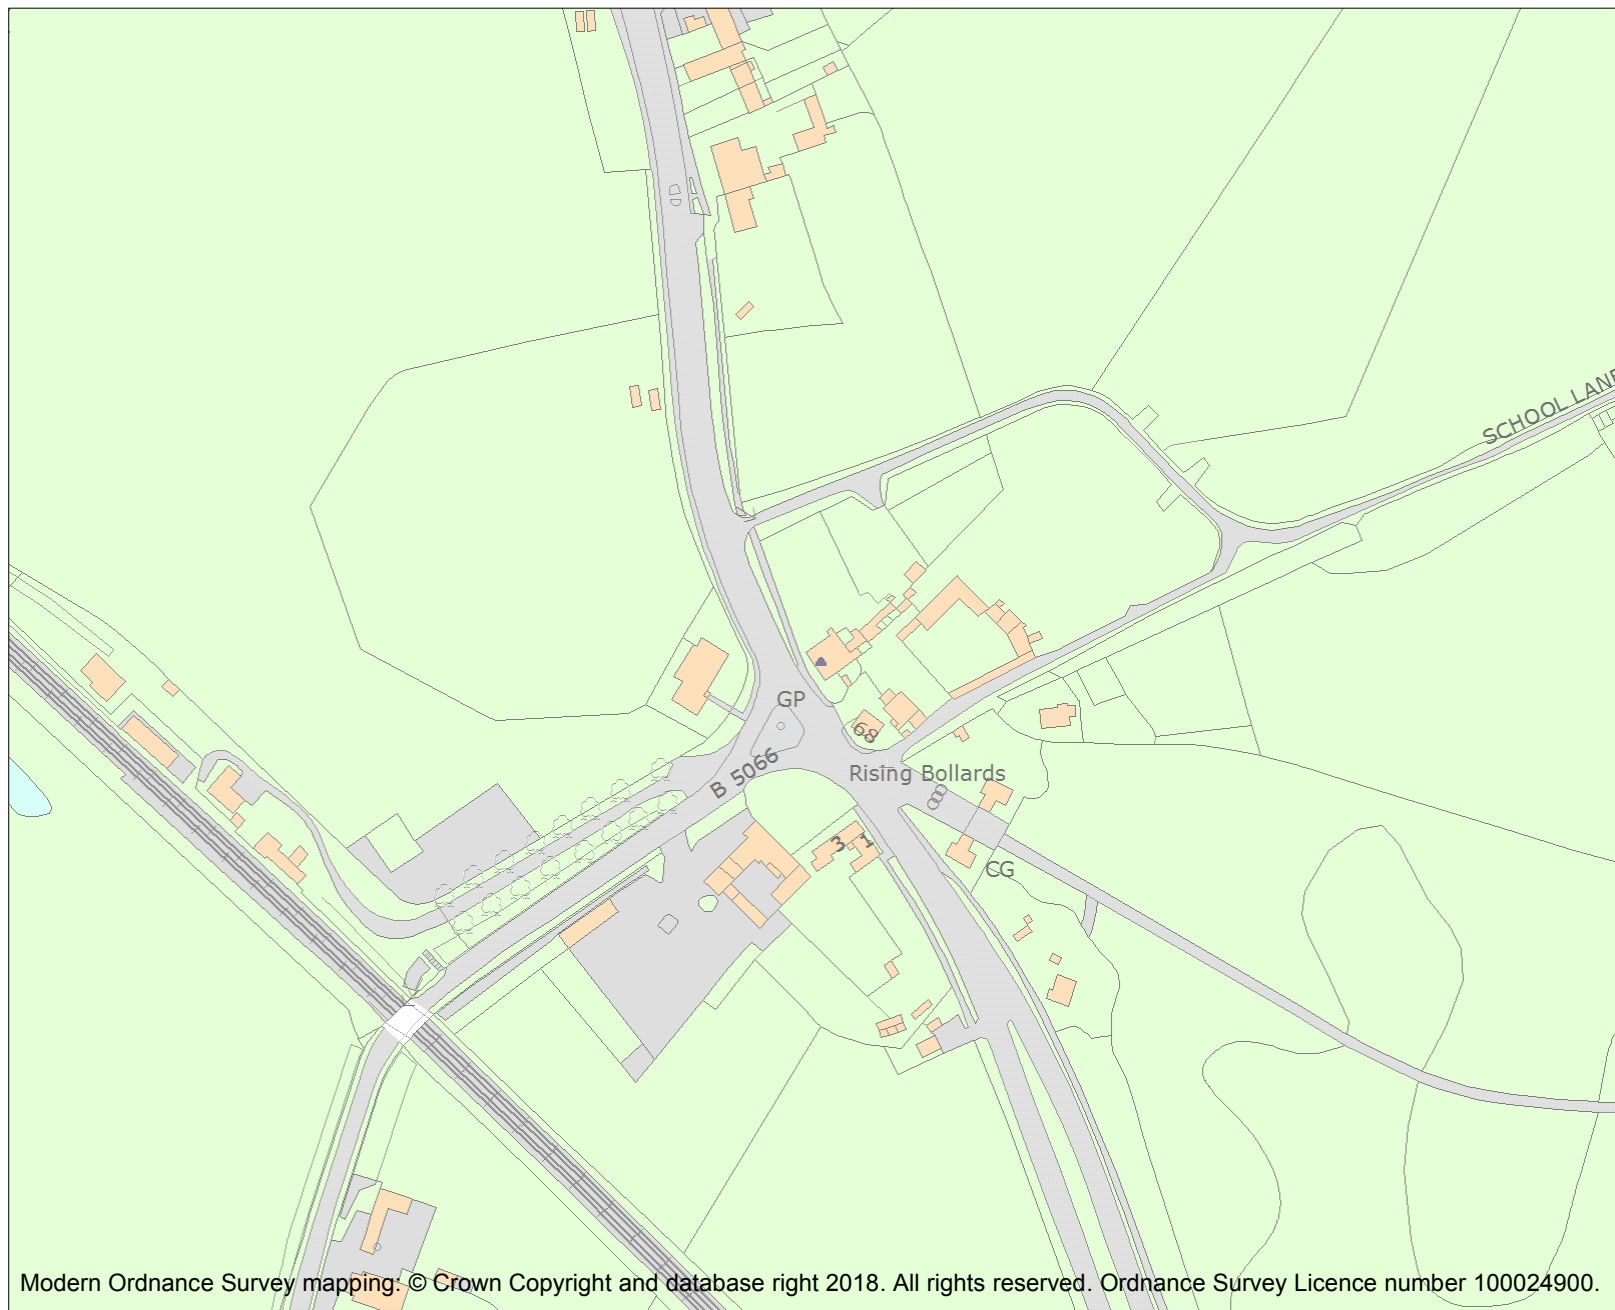 SCHOOL LANE
GP
68
B 5066
Rising Bollards
3
1
CG
Modern Ordnance Survey mapping: © Crown Copyright and database right 2018. All rights reserved. Ordnance Survey Licence number 100024900.